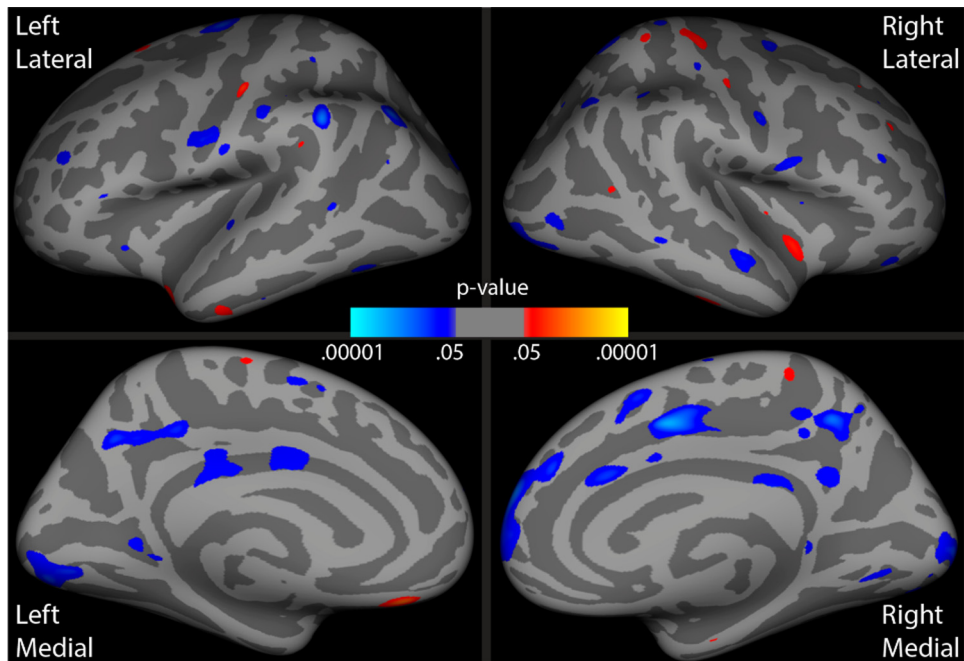 Left
Lateral
Right
Lateral
p-value
.00001 .05 .05 .00001
Left
Medial
Right
Medial